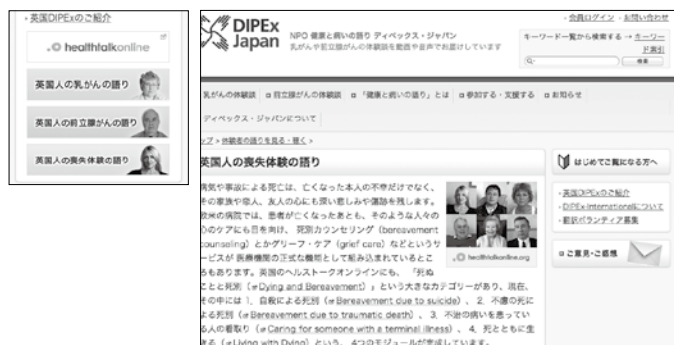 ・英国DIPExのご紹介
healthtalkonline
英国人の乳がんの語り
英国人の前立腺がんの語り
英国人の喪失体験の語り
DIPEx Japan
NPO 健康と病いの語り ディペックス・ジャパン
乳がんや前立腺がんの体験談を動画や音声でお届けしています
・会員ログイン ・お問い合わせ
キーワード一覧から検索する → キーワード索引
検索
乳がんの体験談 前立腺がんの体験談 「健康と病いの語り」とは 参加する・支援する お知らせ
ディペックス・ジャパンについて
ップ > 体験者の語りを見る・聴く >
英国人の喪失体験の語り
病気や事故による死亡は、亡くなった本人の不幸だけでなく、
その家族や恋人、友人の心にも深い悲しみや傷跡を残します。
欧米の病院では、患者が亡くなったあとも、そのような人々の
心のケアにも目を向け、 死別カウンセリング（bereavement
counseling）とかグリーフ・ケア（grief care）などというサ
ービスが 医療機関の正式な機能として組み込まれているとこ
ろもあります。英国のヘルストークオンラインにも、「死ぬ
ことと死別（Dying and Bereavement）」という大きなカテゴリーがあり、現在、
その中には 1．自殺による死別（Bereavement due to suicide）、2．不慮の死に
よる死別（Bereavement due to traumatic death）、3．不治の病いを患ってい
る人の看取り（Caring for someone with a terminal illness）、4．死とともに生
きる（Living with Dying）という、4つのモジュールが完成しています。
healthtalkonline.org
はじめてご覧になる方へ
・英国DIPExのご紹介
・DIPEx-Internationalについて
・翻訳ボランティア募集
ご意見・ご感想